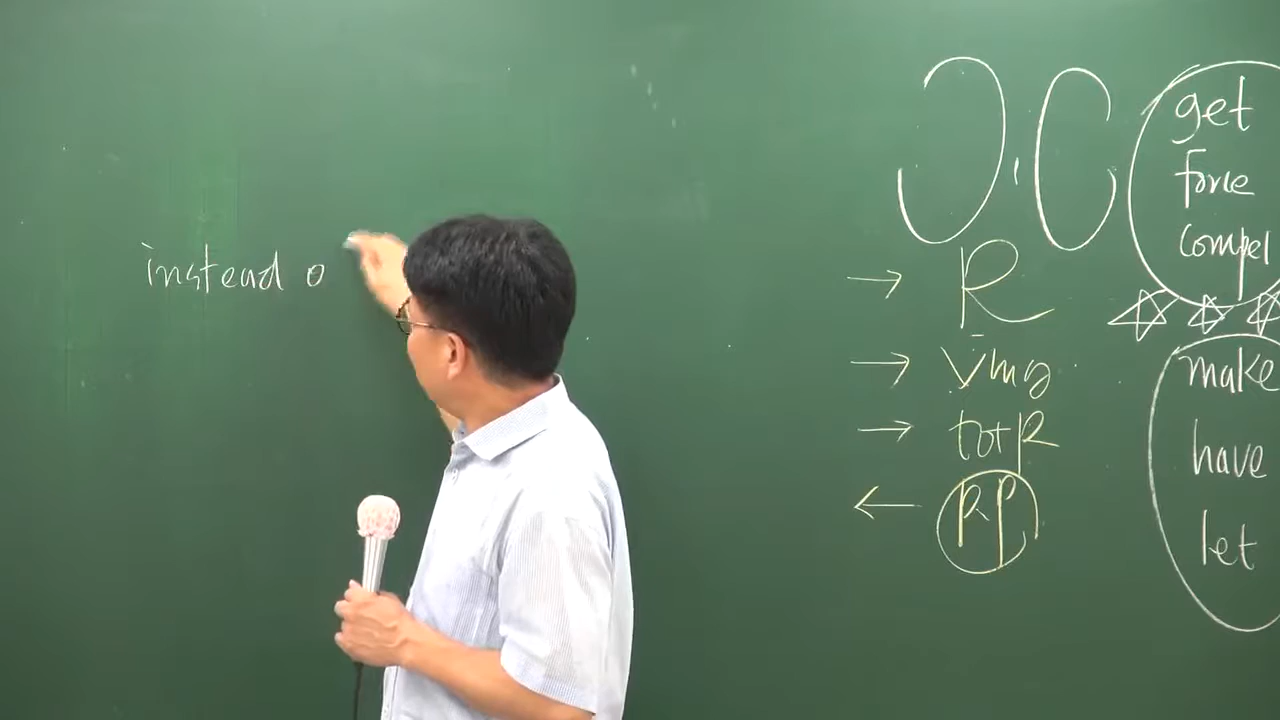 instead o
O.C
→ R
→ Ving
→ to+R
← P.P
get
force
compel
make
have
let